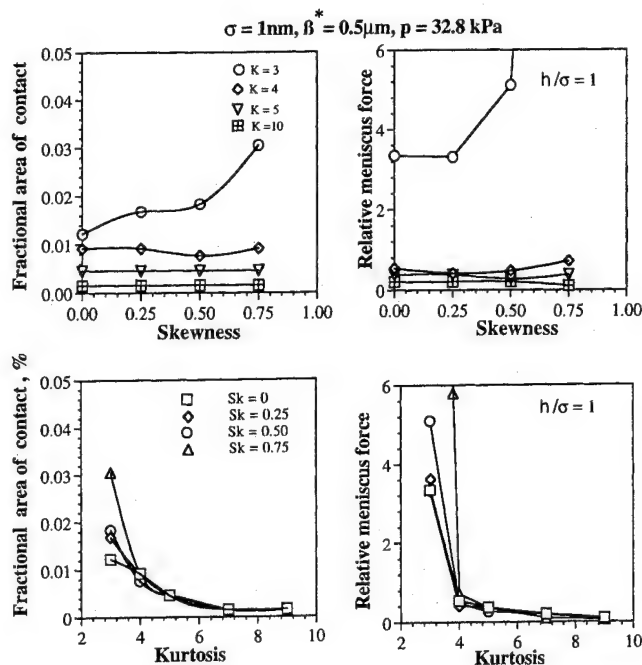 σ = 1nm, ß* = 0.5µm, p = 32.8 kPa
Fractional area of contact
0.05
0.04
0.03
0.02
0.01
0.00
0.00 0.25 0.50 0.75 1.00
Skewness
K = 3
K = 4
K = 5
K = 10
Relative meniscus force
6
4
2
0
0.00 0.25 0.50 0.75 1.00
Skewness
h/σ = 1
Fractional area of contact , %
0.05
0.04
0.03
0.02
0.01
0
2 4 6 8 10
Kurtosis
Sk = 0
Sk = 0.25
Sk = 0.50
Sk = 0.75
Relative meniscus force
6
5
4
3
2
1
0
2 4 6 8 10
Kurtosis
h/σ = 1